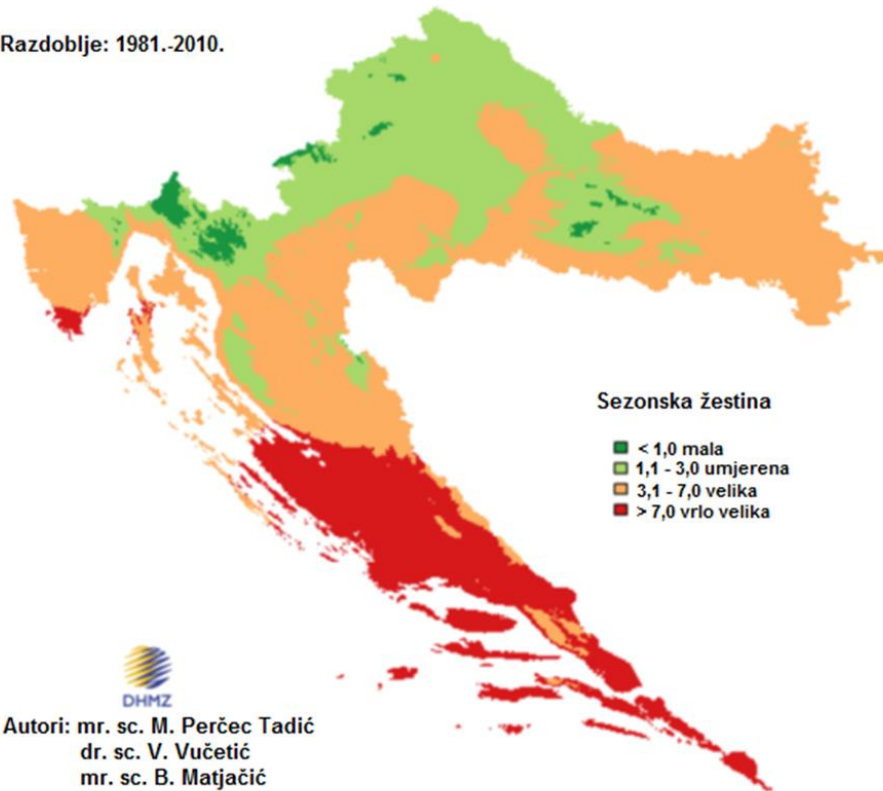 Razdoblje: 1981.-2010.
Sezonska žestina
< 1,0 mala
1,1 - 3,0 umjerena
3,1 - 7,0 velika
> 7,0 vrlo velika
DHMZ
Autori: mr. sc. M. Perčec Tadić
dr. sc. V. Vučetić
mr. sc. B. Matjačić